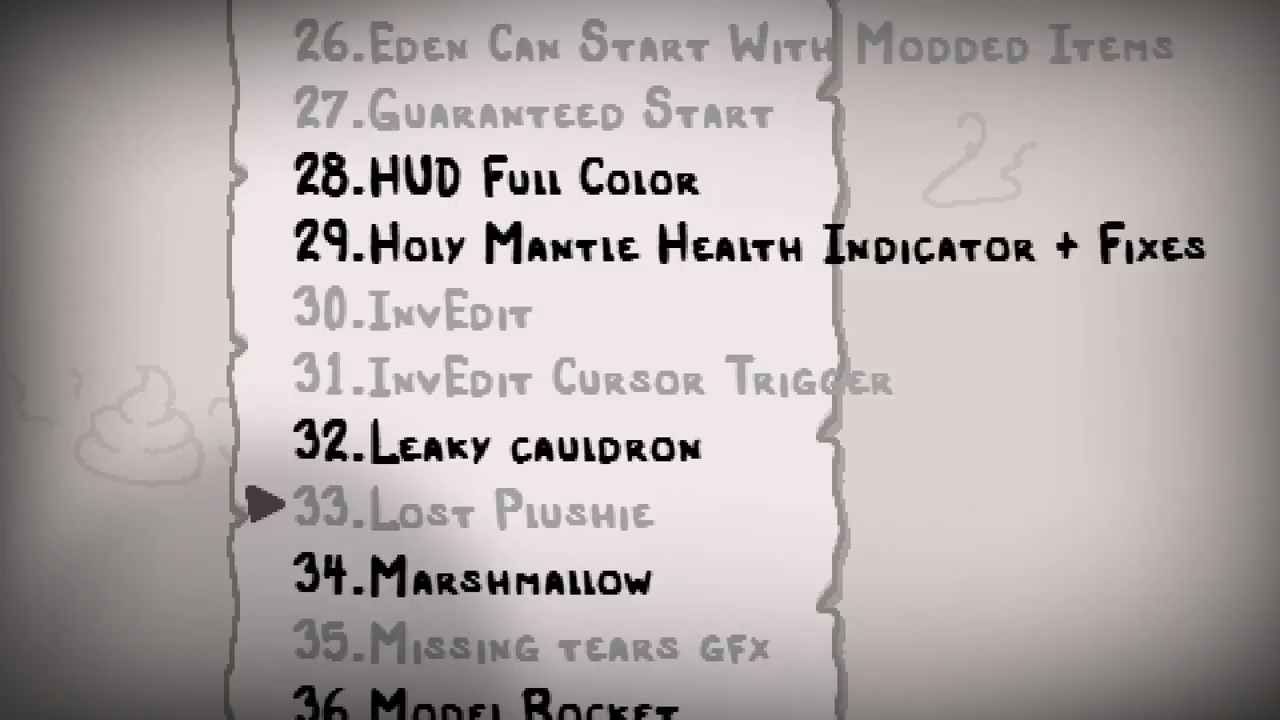 26.Eden Can Start With Modded Items
27.Guaranteed Start
28.HUD Full Color
29.Holy Mantle Health Indicator + Fixes
30.InvEdit
31.InvEdit Cursor Trigger
32.Leaky cauldron
33.Lost Plushie
34.Marshmallow
35.Missing tears gfx
36.Model Rocket